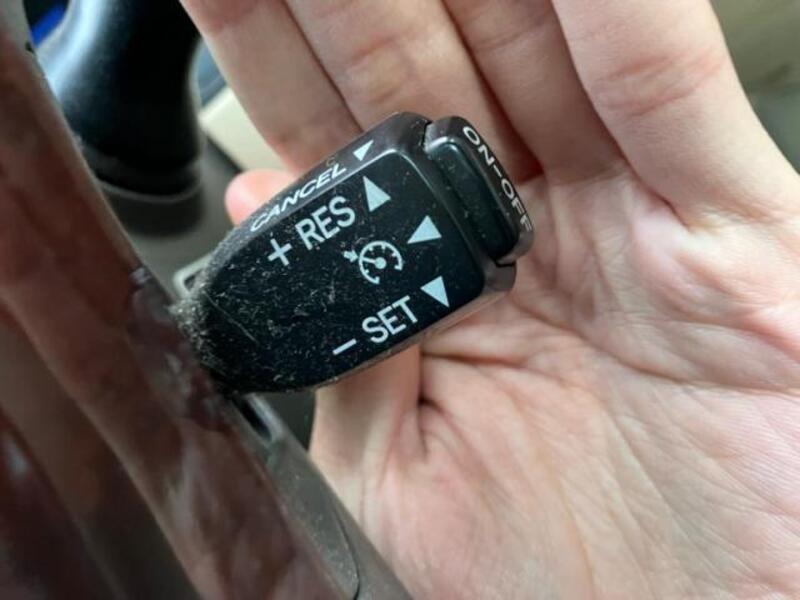 CANCEL
+ RES
- SET
ON-OFF